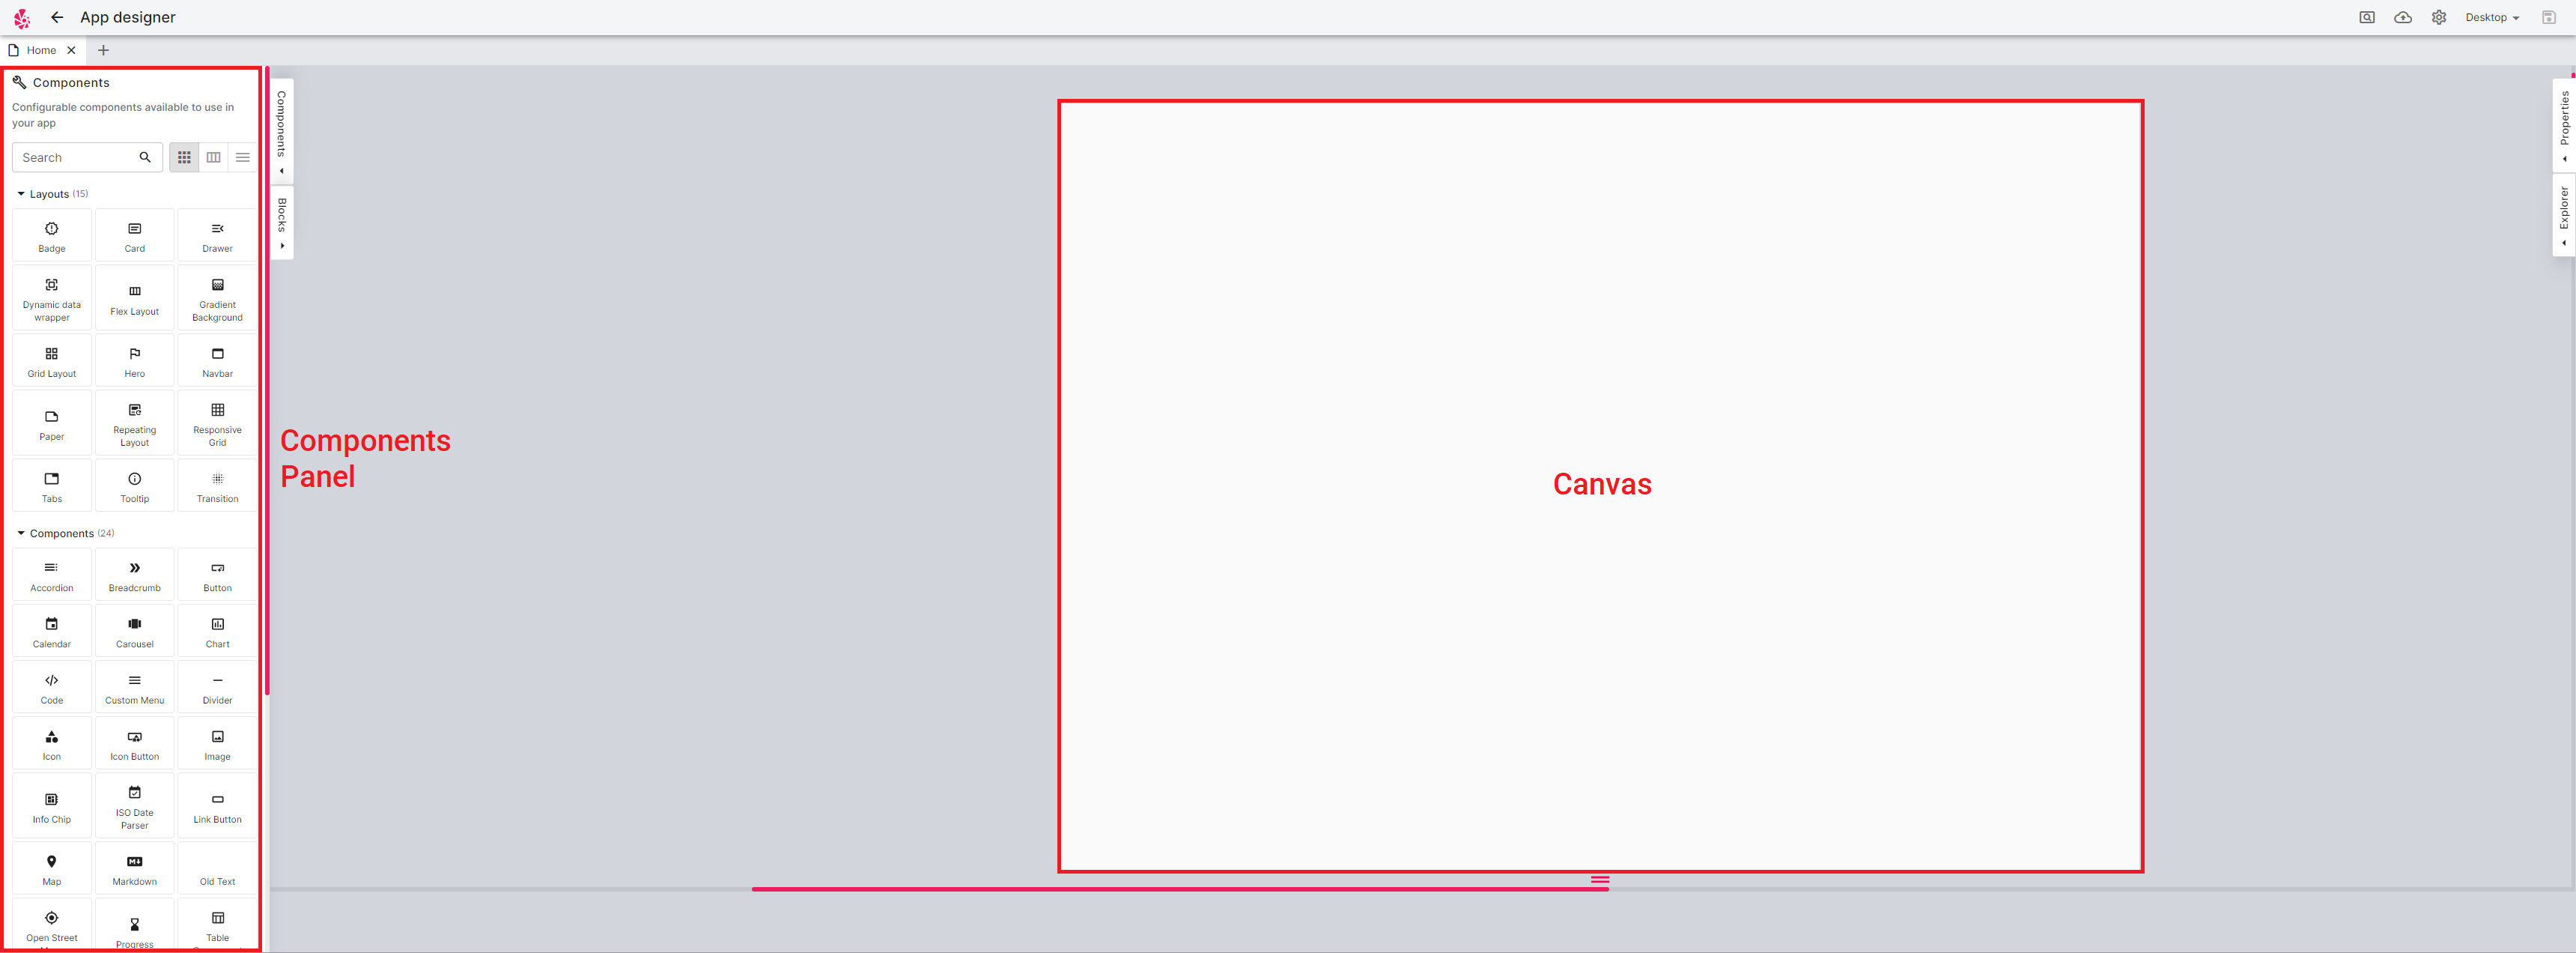 App designer
Desktop
Home
Components
Configurable components available to use in
your app
Search
Layouts (15)
Badge
Card
Drawer
Dynamic data
wrapper
Flex Layout
Gradient
Background
Grid Layout
Hero
Navbar
Paper
Repeating
Layout
Responsive
Grid
Tabs
Tooltip
Transition
Components (24)
Accordion
Breadcrumb
Button
Calendar
Carousel
Chart
Code
Custom Menu
Divider
Icon
Icon Button
Image
Info Chip
ISO Date
Parser
Link Button
Map
Markdown
Old Text
Open Street
Progress
Table
Components
Blocks
Components
Panel
Canvas
Properties
Explorer